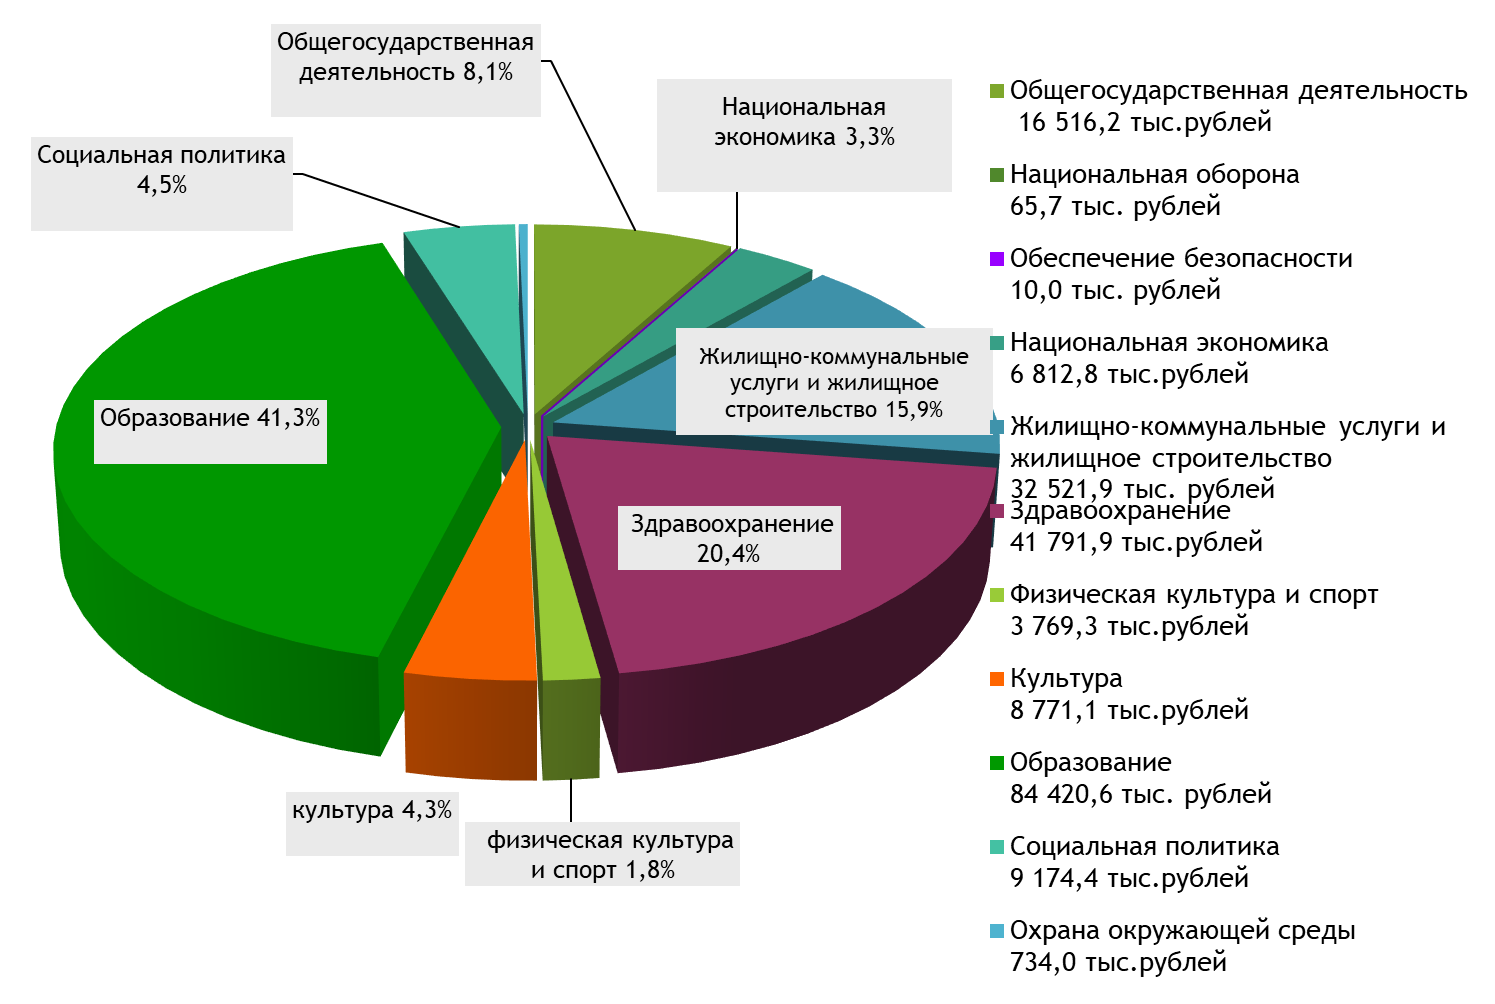 Общегосударственная
деятельность 8,1%
Национальная
экономика 3,3%
Социальная политика
4,5%
Жилищно-коммунальные
услуги и жилищное
строительство 15,9%
Образование 41,3%
Здравоохранение
20,4%
культура 4,3%
физическая культура
и спорт 1,8%
Общегосударственная деятельность
16 516,2 тыс.рублей
Национальная оборона
65,7 тыс. рублей
Обеспечение безопасности
10,0 тыс. рублей
Национальная экономика
6 812,8 тыс.рублей
Жилищно-коммунальные услуги и
жилищное строительство
32 521,9 тыс. рублей
Здравоохранение
41 791,9 тыс.рублей
Физическая культура и спорт
3 769,3 тыс.рублей
Культура
8 771,1 тыс.рублей
Образование
84 420,6 тыс. рублей
Социальная политика
9 174,4 тыс.рублей
Охрана окружающей среды
734,0 тыс.рублей